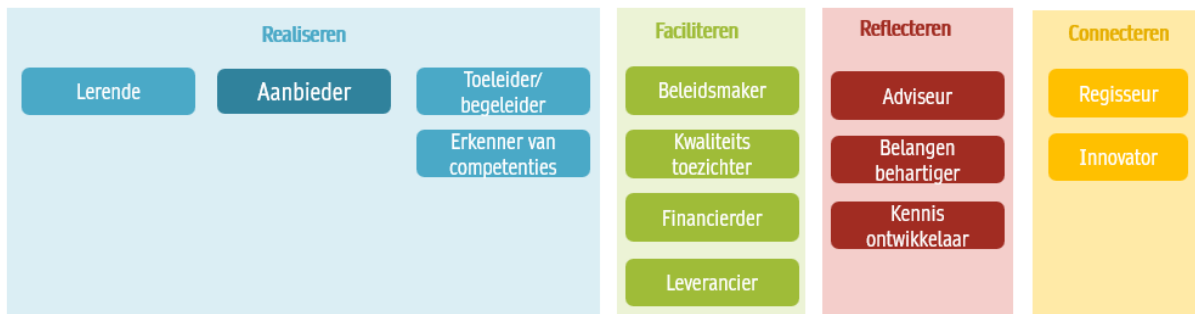 Realiseren
Lerende
Aanbieder
Toeleider/
begeleider
Erkenner van
competenties
Faciliteren
Beleidsmaker
Kwaliteits
toezichter
Financierder
Leverancier
Reflecteren
Adviseur
Belangen
behartiger
Kennis
ontwikkelaar
Connecteren
Regisseur
Innovator